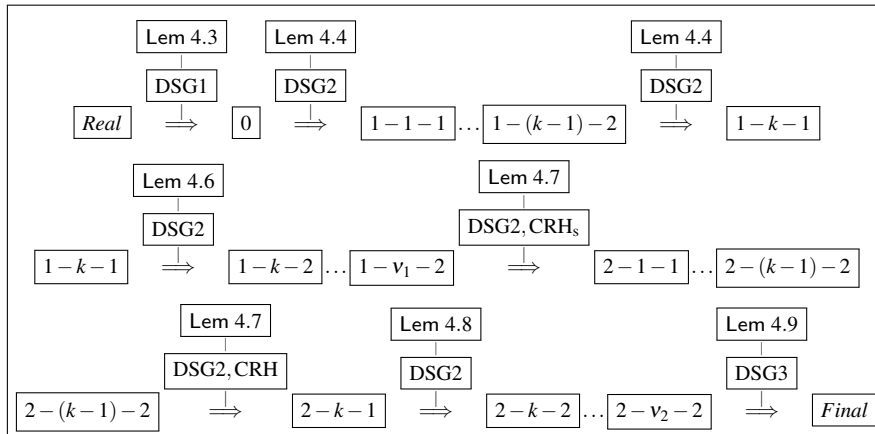 Lem 4.3 Lem 4.4 Lem 4.4
DSG1 DSG2 DSG2
Real ⟹ 0 ⟹ 1−1−1 ... 1−(k−1)−2 ⟹ 1−k−1
Lem 4.6 Lem 4.7
DSG2 DSG2, CRHₛ
1−k−1 ⟹ 1−k−2 ... 1−ν₁−2 ⟹ 2−1−1 ... 2−(k−1)−2
Lem 4.7 Lem 4.8 Lem 4.9
DSG2, CRH DSG2 DSG3
2−(k−1)−2 ⟹ 2−k−1 ⟹ 2−k−2 ... 2−ν₂−2 ⟹ Final